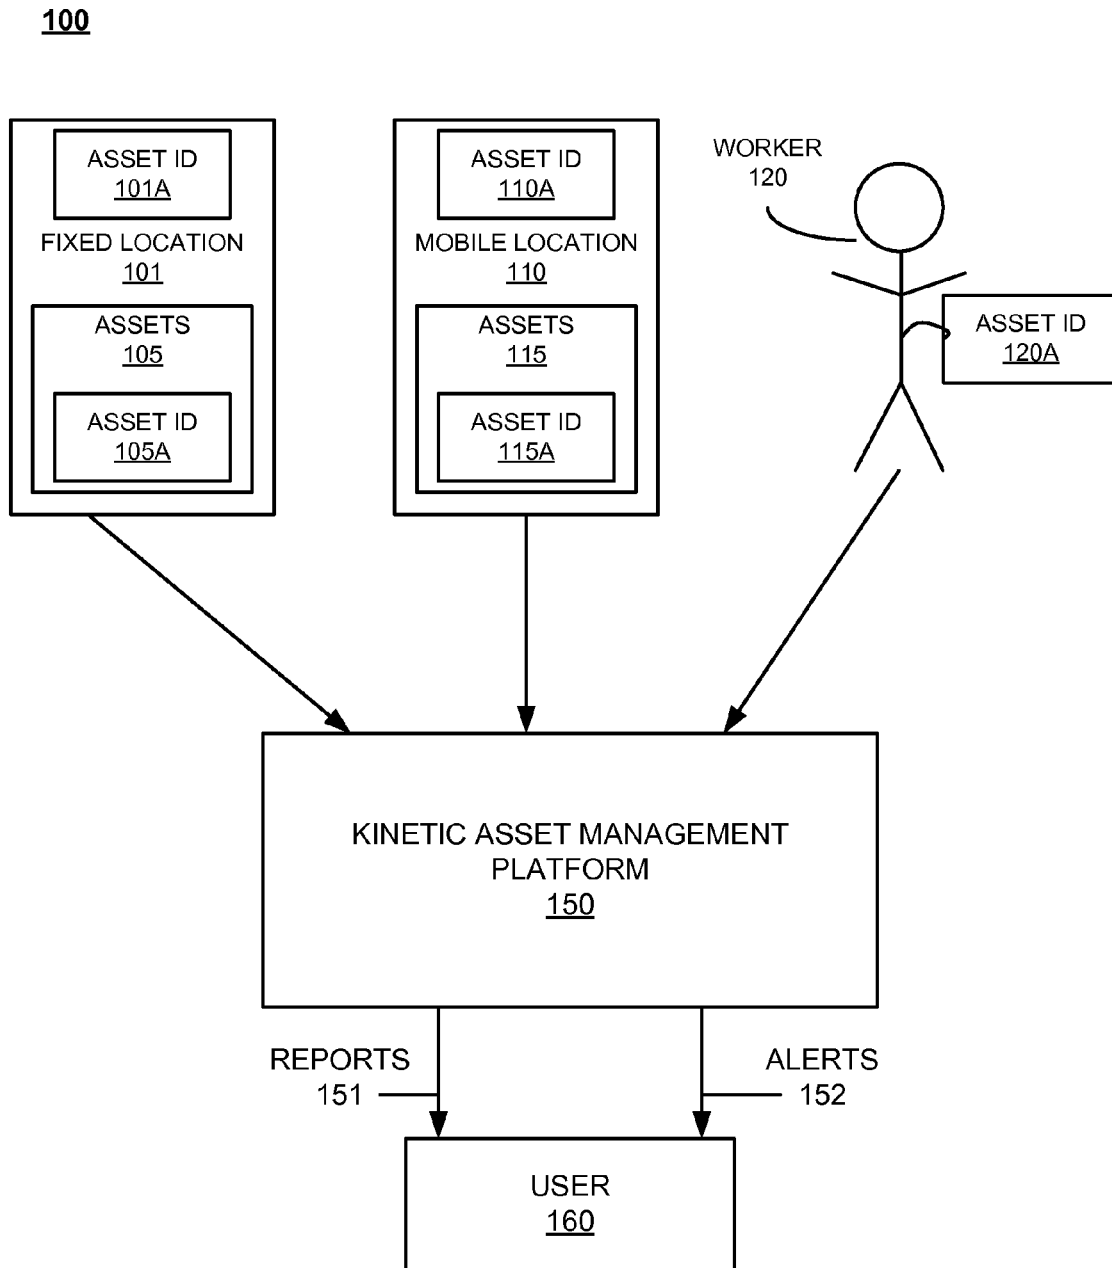 100
ASSET ID
101A
FIXED LOCATION
101
ASSETS
105
ASSET ID
105A
ASSET ID
110A
MOBILE LOCATION
110
ASSETS
115
ASSET ID
115A
WORKER
120
ASSET ID
120A
KINETIC ASSET MANAGEMENT
PLATFORM
150
REPORTS
151
ALERTS
152
USER
160